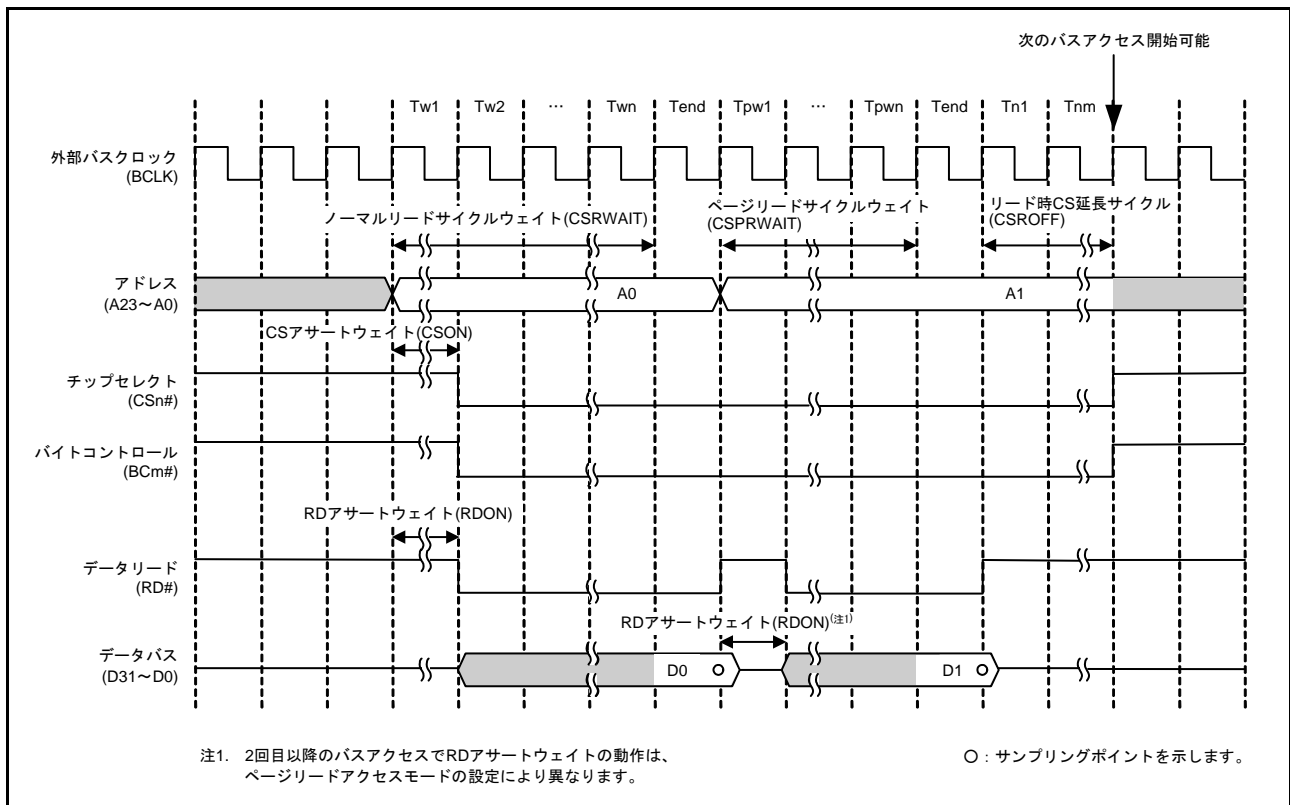 次のバスアクセス開始可能
Tw1 Tw2 … Twn Tend Tpw1 … Tpwn Tend Tn1 Tnm
外部バスクロック
(BCLK)
ノーマルリードサイクルウェイト(CSRWAIT)
ページリードサイクルウェイト
(CSPRWAIT)
リード時CS延長サイクル
(CSROFF)
アドレス
(A23～A0)
A0
A1
CSアサートウェイト(CSON)
チップセレクト
(CSn#)
バイトコントロール
(BCm#)
RDアサートウェイト(RDON)
データリード
(RD#)
RDアサートウェイト(RDON)(注1)
データバス
(D31～D0)
D0
D1
注1. 2回目以降のバスアクセスでRDアサートウェイトの動作は、
ページリードアクセスモードの設定により異なります。
○：サンプリングポイントを示します。